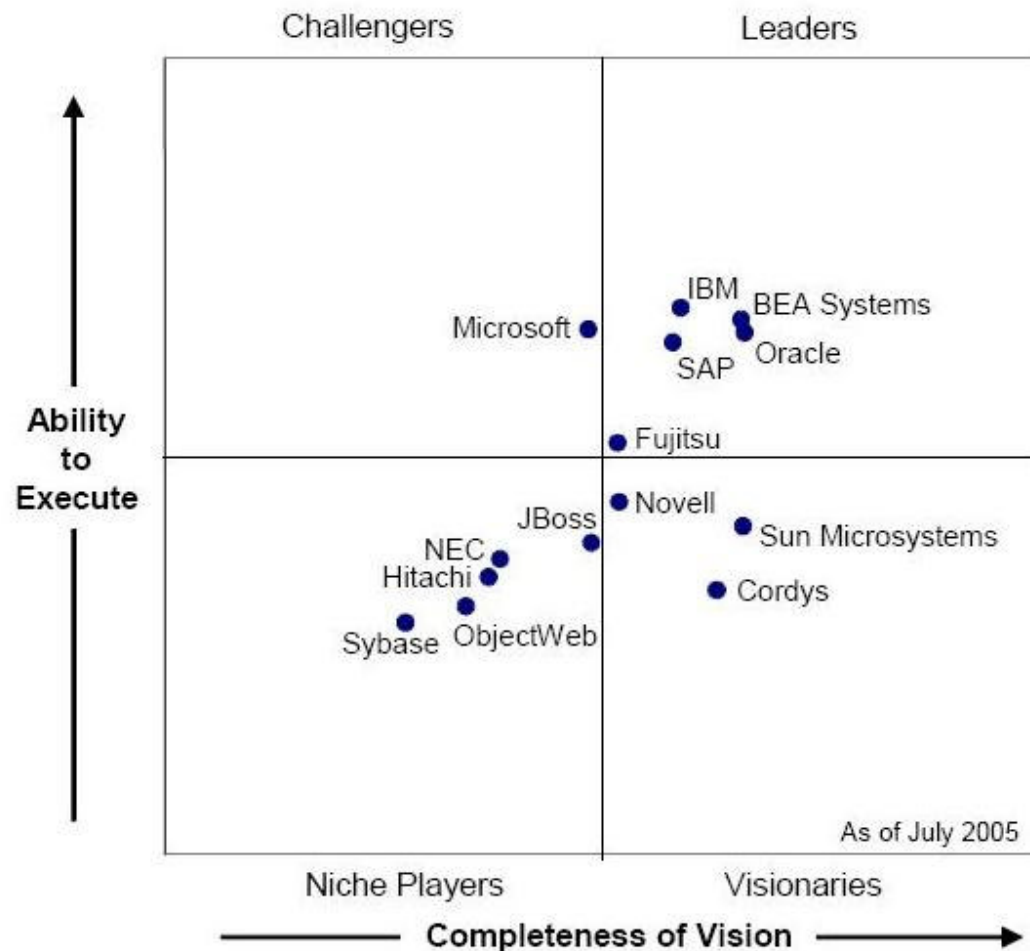 Challengers
Leaders
IBM
BEA Systems
Microsoft
Oracle
SAP
Ability
to
Execute
Fujitsu
Novell
JBoss
Sun Microsystems
NEC
Hitachi
Cordys
ObjectWeb
Sybase
As of July 2005
Niche Players
Visionaries
Completeness of Vision